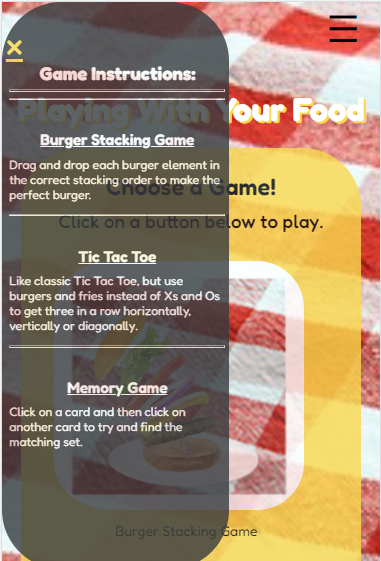 ×
Game Instructions:
Playing With Your Food
Burger Stacking Game
Drag and drop each burger element in
the correct stacking order to make the
perfect burger.
Choose a Game!
Click on a button below to play.
Tic Tac Toe
Like classic Tic Tac Toe, but use
burgers and fries instead of Xs and Os
to get three in a row horizontally,
vertically or diagonally.
Memory Game
Click on a card and then click on
another card to try and find the
matching set.
Burger Stacking Game